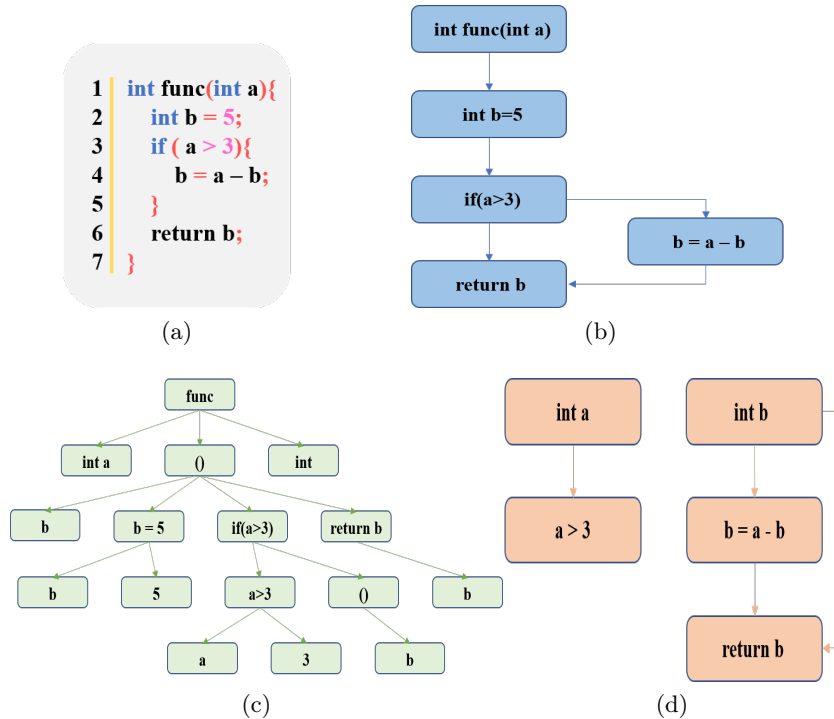 1 int func(int a){
2 int b = 5;
3 if ( a > 3){
4 b = a – b;
5 }
6 return b;
7 }
(a)
int func(int a)
int b=5
if(a>3)
b = a – b
return b
(b)
func
int a () int
b b = 5 if(a>3) return b
b 5 a>3 () b
a 3 b
(c)
int a int b
a > 3 b = a - b
return b
(d)